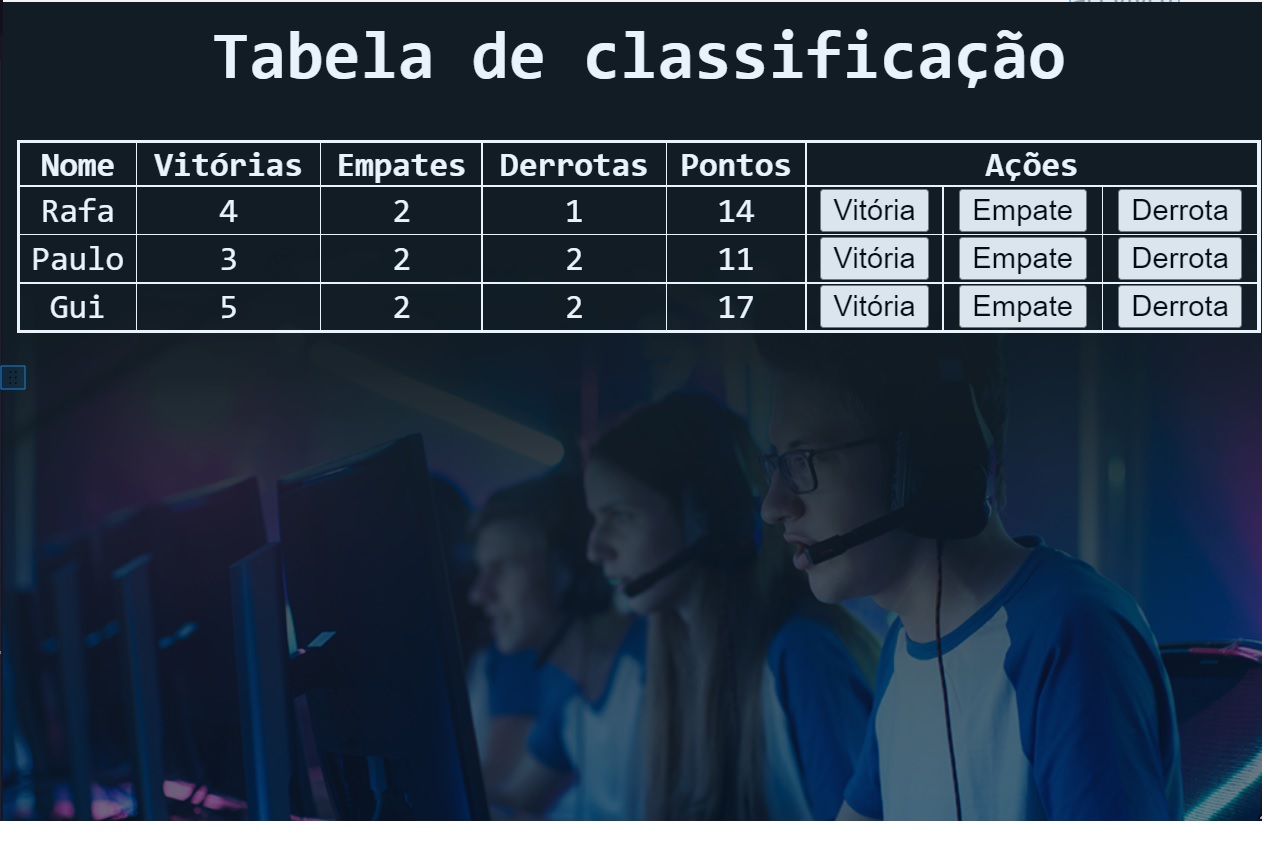 Tabela de classificação
Nome Vitórias Empates Derrotas Pontos Ações
Rafa 4 2 1 14 Vitória Empate Derrota
Paulo 3 2 2 11 Vitória Empate Derrota
Gui 5 2 2 17 Vitória Empate Derrota